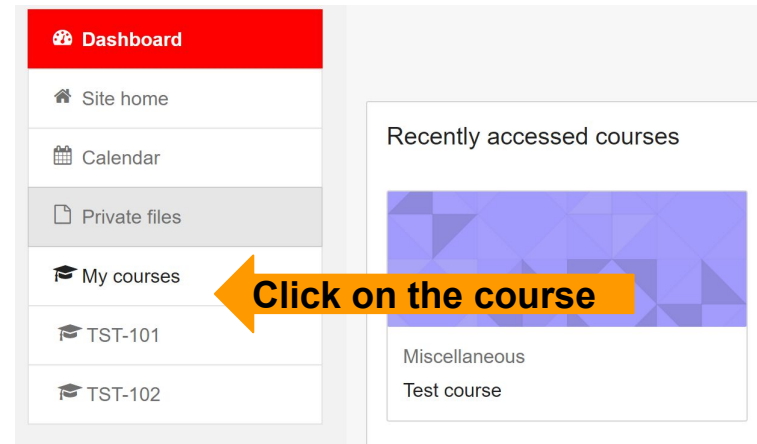 Dashboard
Site home
Calendar
Private files
My courses
TST-101
TST-102
Recently accessed courses
Click on the course
Miscellaneous
Test course